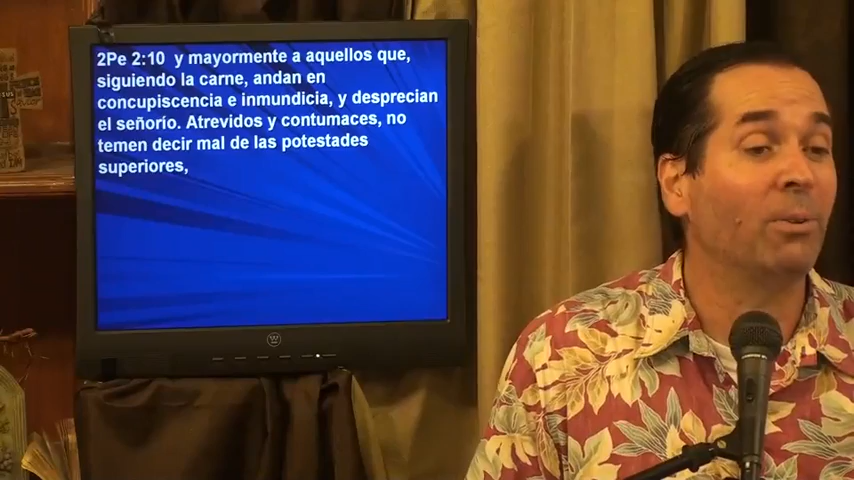 2Pe 2:10 y mayormente a aquellos que,
siguiendo la carne, andan en
concupiscencia e inmundicia, y desprecian
el señorío. Atrevidos y contumaces, no
temen decir mal de las potestades
superiores,